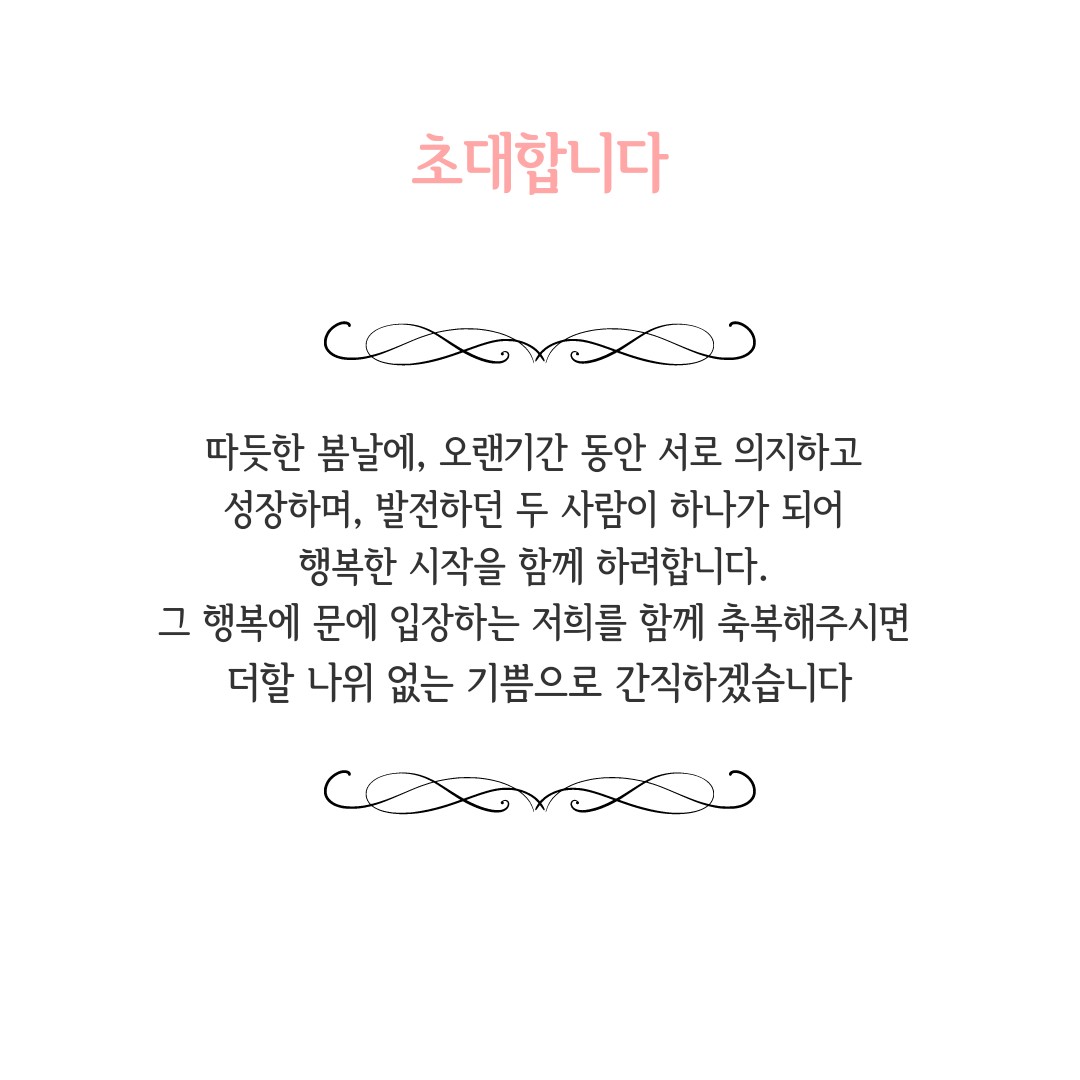 초대합니다
따듯한 봄날에, 오랜기간 동안 서로 의지하고
성장하며, 발전하던 두 사람이 하나가 되어
행복한 시작을 함께 하려합니다.
그 행복에 문에 입장하는 저희를 함께 축복해주시면
더할 나위 없는 기쁨으로 간직하겠습니다